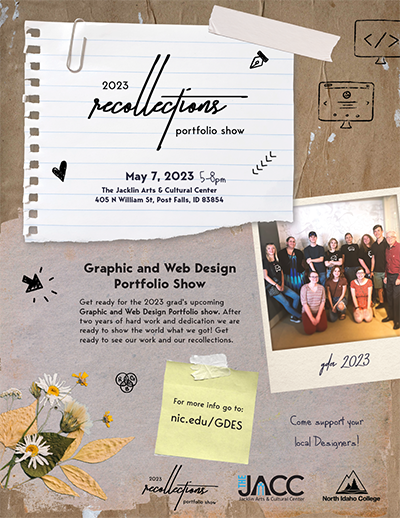 2023
recollections
portfolio show
May 7, 2023 5-8pm
The Jacklin Arts & Cultural Center
405 N William St, Post Falls, ID 83854
</>
Graphic and Web Design
Portfolio Show
Get ready for the 2023 grad's upcoming
Graphic and Web Design Portfolio show. After
two years of hard work and dedication we are
ready to show the world what we got! Get
ready to see our work and our recollections.
gdn 2023
For more info go to:
nic.edu/GDES
Come support your
local Designers!
2023
recollections
portfolio show
THE JACC
Jacklin Arts & Cultural Center
North Idaho College